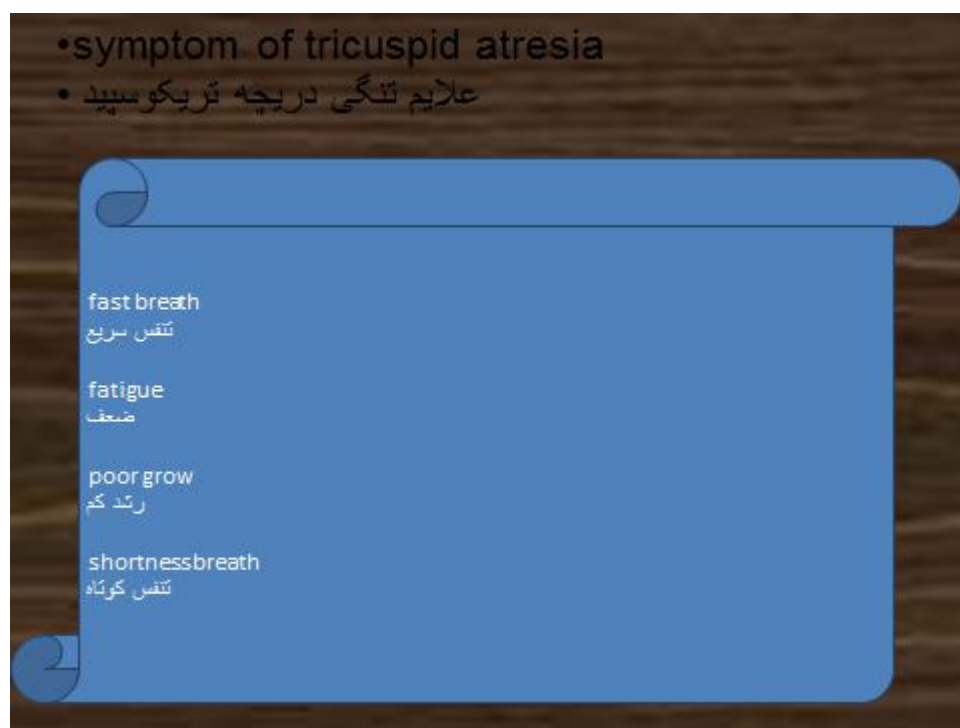 •symptom of tricuspid atresia
• علایم تنگی دریچه تریکوسپید
fast breath
تنفس سریع
fatigue
ضعف
poor grow
رشد کم
shortnessbreath
تنفس کوتاه